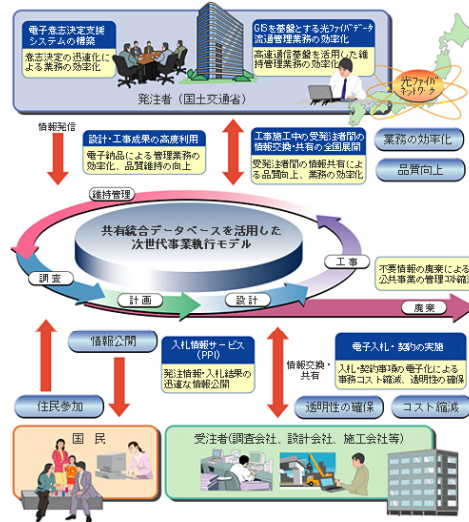 電子意志決定支援
システムの構築
意志決定の迅速化に
よる業務の効率化
GISを基盤とする光ファイバデータ
流通管理業務の効率化
高速通信基盤を活用した維
持管理業務の効率化
発注者（国土交通省）
光ファイバ
ネットワーク
情報発信
設計・工事成果の高度利用
電子納品による管理業務の
効率化、品質維持の向上
工事施工中の受発注者間の
情報交換・共有の全国展開
受発注者間の情報共有によ
る品質向上、業務の効率化
業務の効率化
品質向上
維持管理
共有統合データベースを活用した
次世代事業執行モデル
調査
計画
設計
工事
不要情報の廃棄による
公共事業の管理コスト縮
廃棄
情報公開
入札情報サービス
(PPI)
発注情報・入札結果の
迅速な情報公開
情報交換・
共有
電子入札・契約の実施
入札・契約事項の電子化による
事務コスト縮減、透明性の確保
住民参加
透明性の確保
コスト縮減
国民
受注者(調査会社、設計会社、施工会社等)